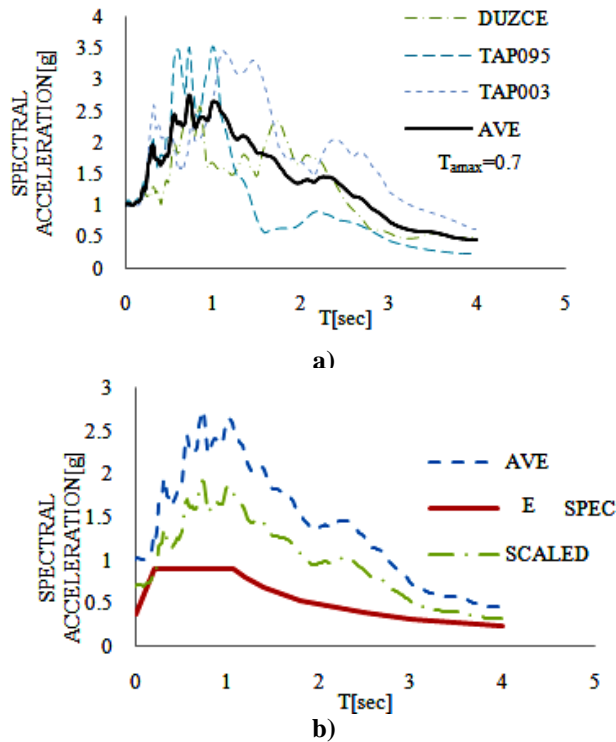 SPECTRAL
ACCELERATION[g]
4
3.5
3
2.5
2
1.5
1
0.5
0
0 1 2 3 4 5
T[sec]
DUZCE
TAP095
TAP003
AVE
T_amax=0.7
a)
SPECTRAL
ACCELERATION[g]
3
2.5
2
1.5
1
0.5
0
0 1 2 3 4 5
T[sec]
AVE
E SPEC
SCALED
b)